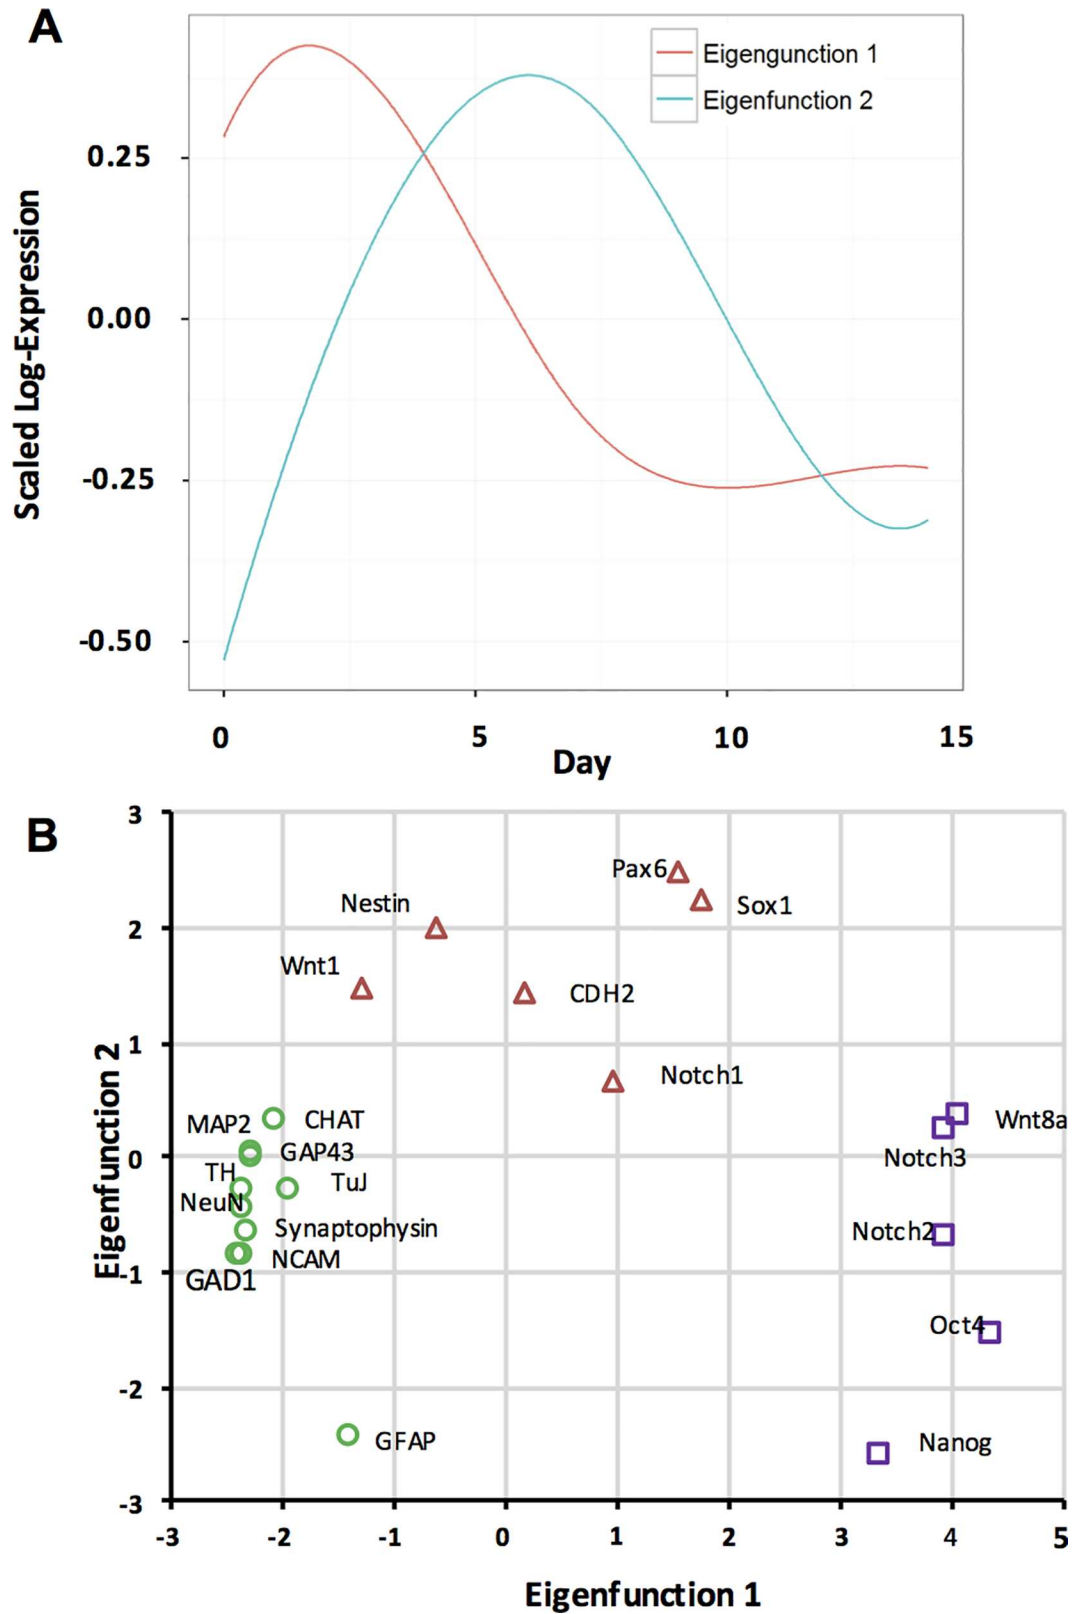 A
Eigengunction 1
Eigenfunction 2
0.25
0.00
-0.25
-0.50
Scaled Log-Expression
0 5 10 15
Day
B
3
2
1
0
-1
-2
-3
Eigenfunction 2
Pax6
Sox1
Nestin
Wnt1
CDH2
Notch1
MAP2
CHAT
GAP43
TH
TuJ
NeuN
Synaptophysin
NCAM
GAD1
GFAP
Wnt8a
Notch3
Notch2
Oct4
Nanog
-3 -2 -1 0 1 2 3 4 5
Eigenfunction 1